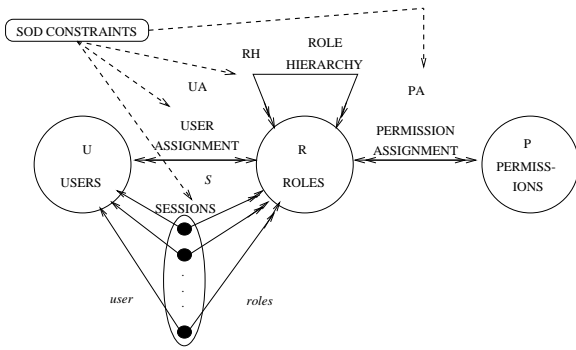 SOD CONSTRAINTS
RH
ROLE
HIERARCHY
UA
PA
USER
ASSIGNMENT
PERMISSION
ASSIGNMENT
U
USERS
R
ROLES
P
PERMISS-
IONS
S
SESSIONS
user
roles